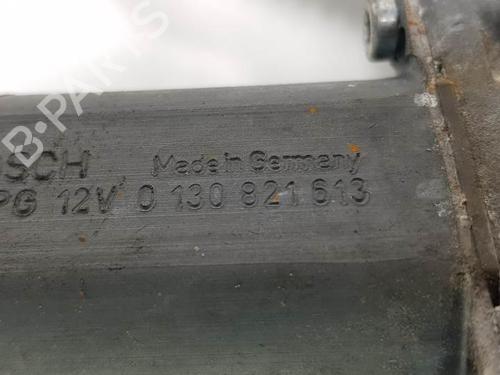 B-PARTS
SCH Made in Germany
PG 12V 0 130 821 613